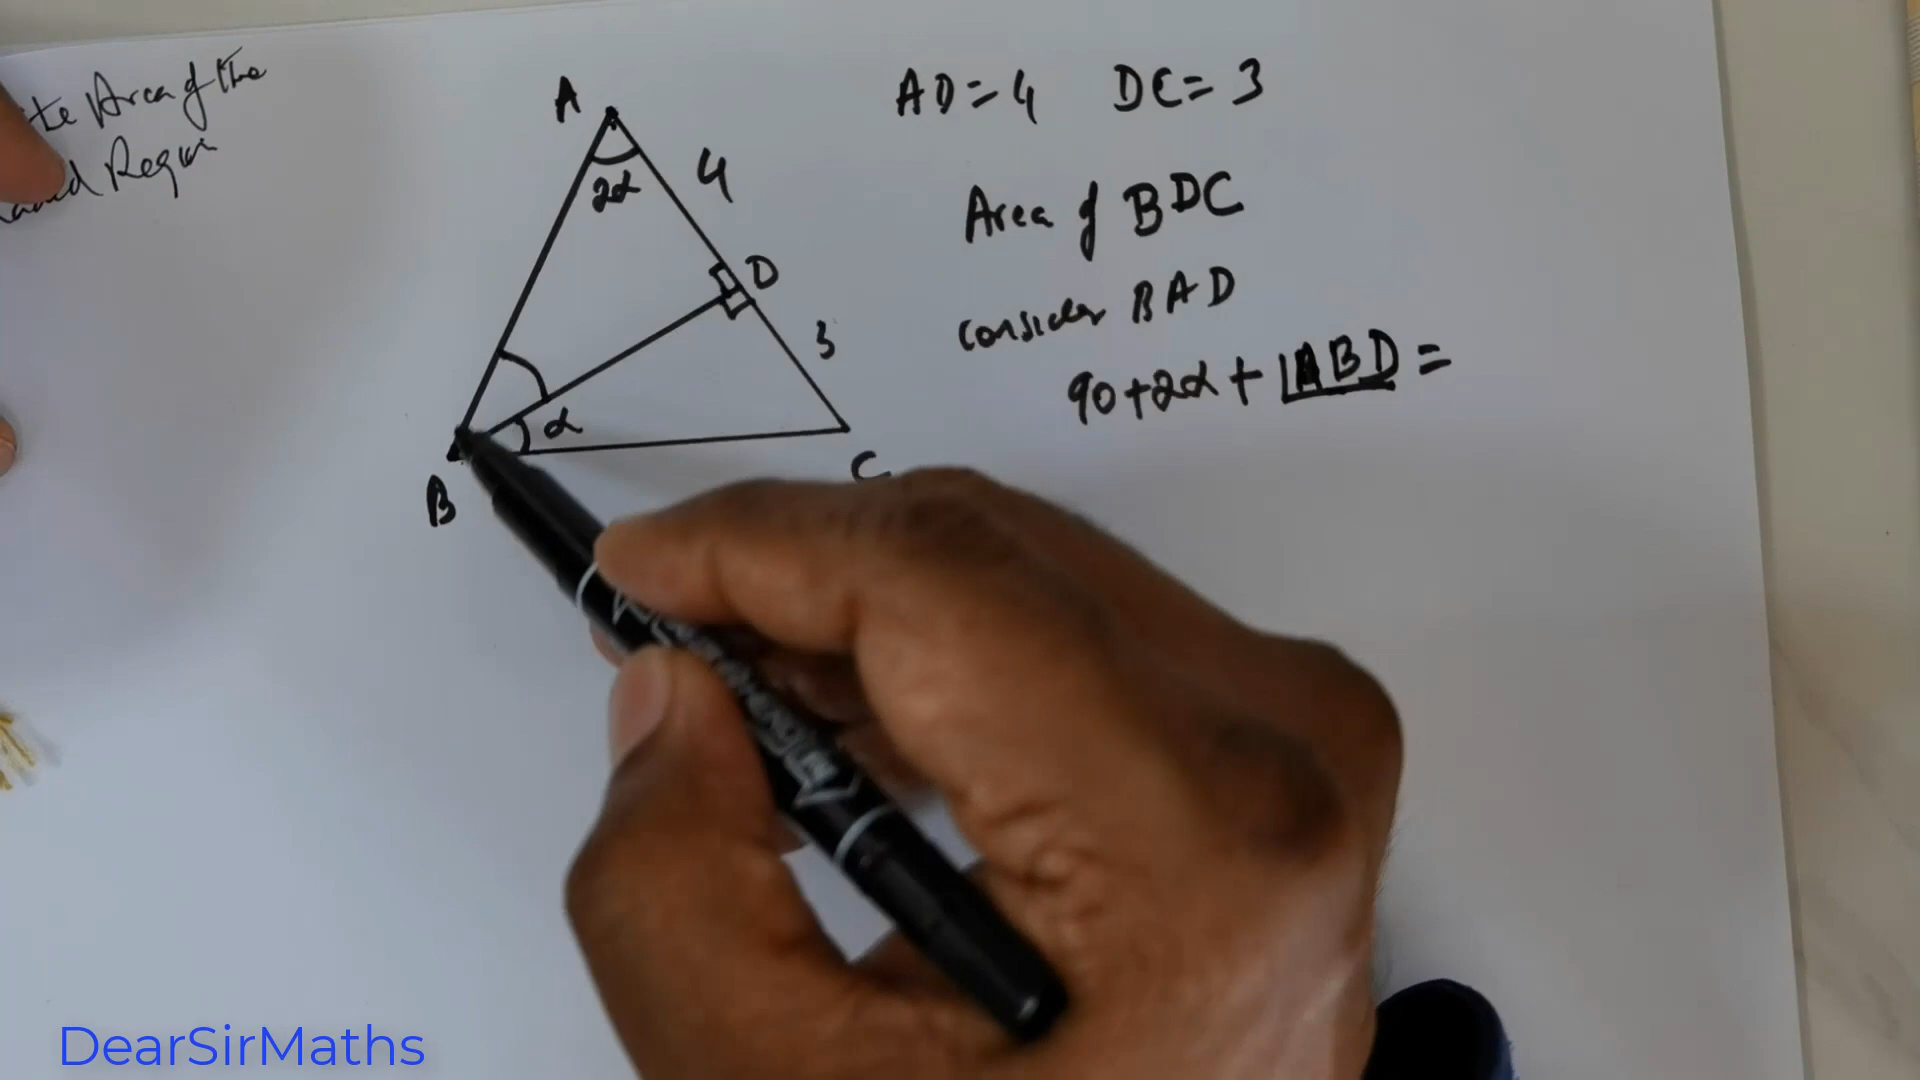 Area of the
Region
A
2α
4
D
3
α
B
C
AD = 4 DC = 3
Area of BDC
consider BAD
90+2α+∠ABD =
DearSirMaths